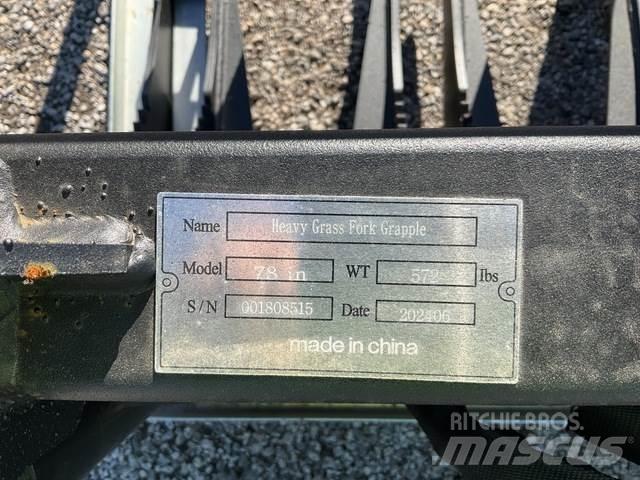 Name Heavy Grass Fork Grapple
Model 78 in WT 572 Ibs
S/N 001808515 Date 202406
made in china
RITCHIE BROS.
MASCUS